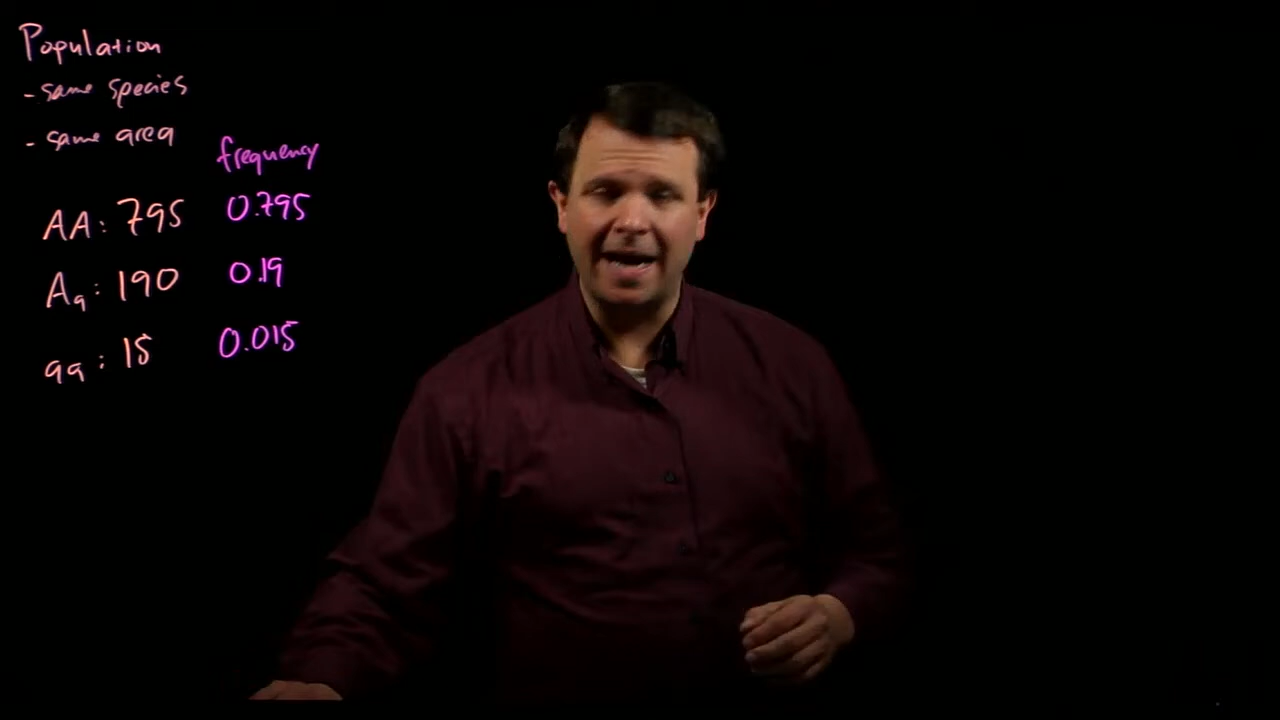 Population
- same species
- same area
frequency
AA: 795 0.795
Aa: 190 0.19
aa: 15 0.015